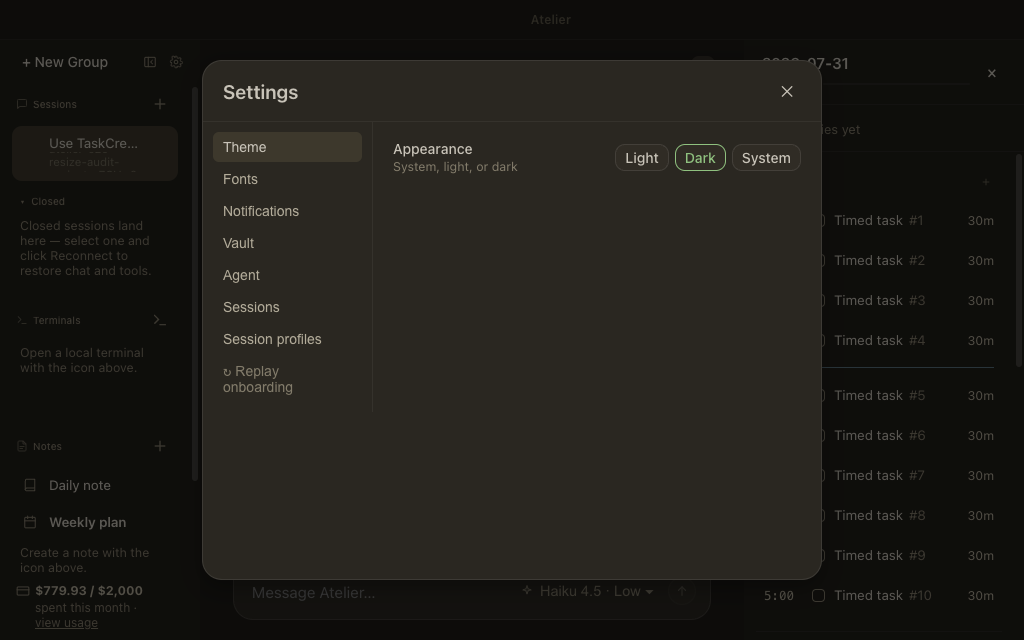 Atelier
+ New Group
Sessions
Use TaskCre...
resize-audit-
Closed
Closed sessions land
here — select one and
click Reconnect to
restore chat and tools.
Terminals
Open a local terminal
with the icon above.
Notes
Daily note
Weekly plan
Create a note with the
icon above.
$779.93 / $2,000
spent this month ·
view usage
Settings
Theme
Fonts
Notifications
Vault
Agent
Sessions
Session profiles
↻ Replay
onboarding
Appearance
System, light, or dark
Light
Dark
System
Message Atelier...
Haiku 4.5 · Low
07-31
yet
Timed task #1 30m
Timed task #2 30m
Timed task #3 30m
Timed task #4 30m
Timed task #5 30m
Timed task #6 30m
Timed task #7 30m
Timed task #8 30m
Timed task #9 30m
5:00 Timed task #10 30m